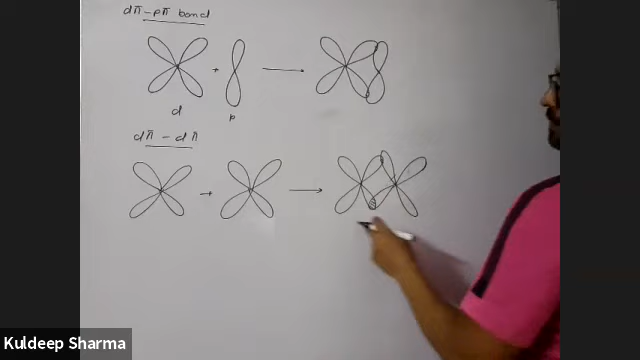 dπ-pπ bond
+
d
p
dπ - dπ
+
Kuldeep Sharma